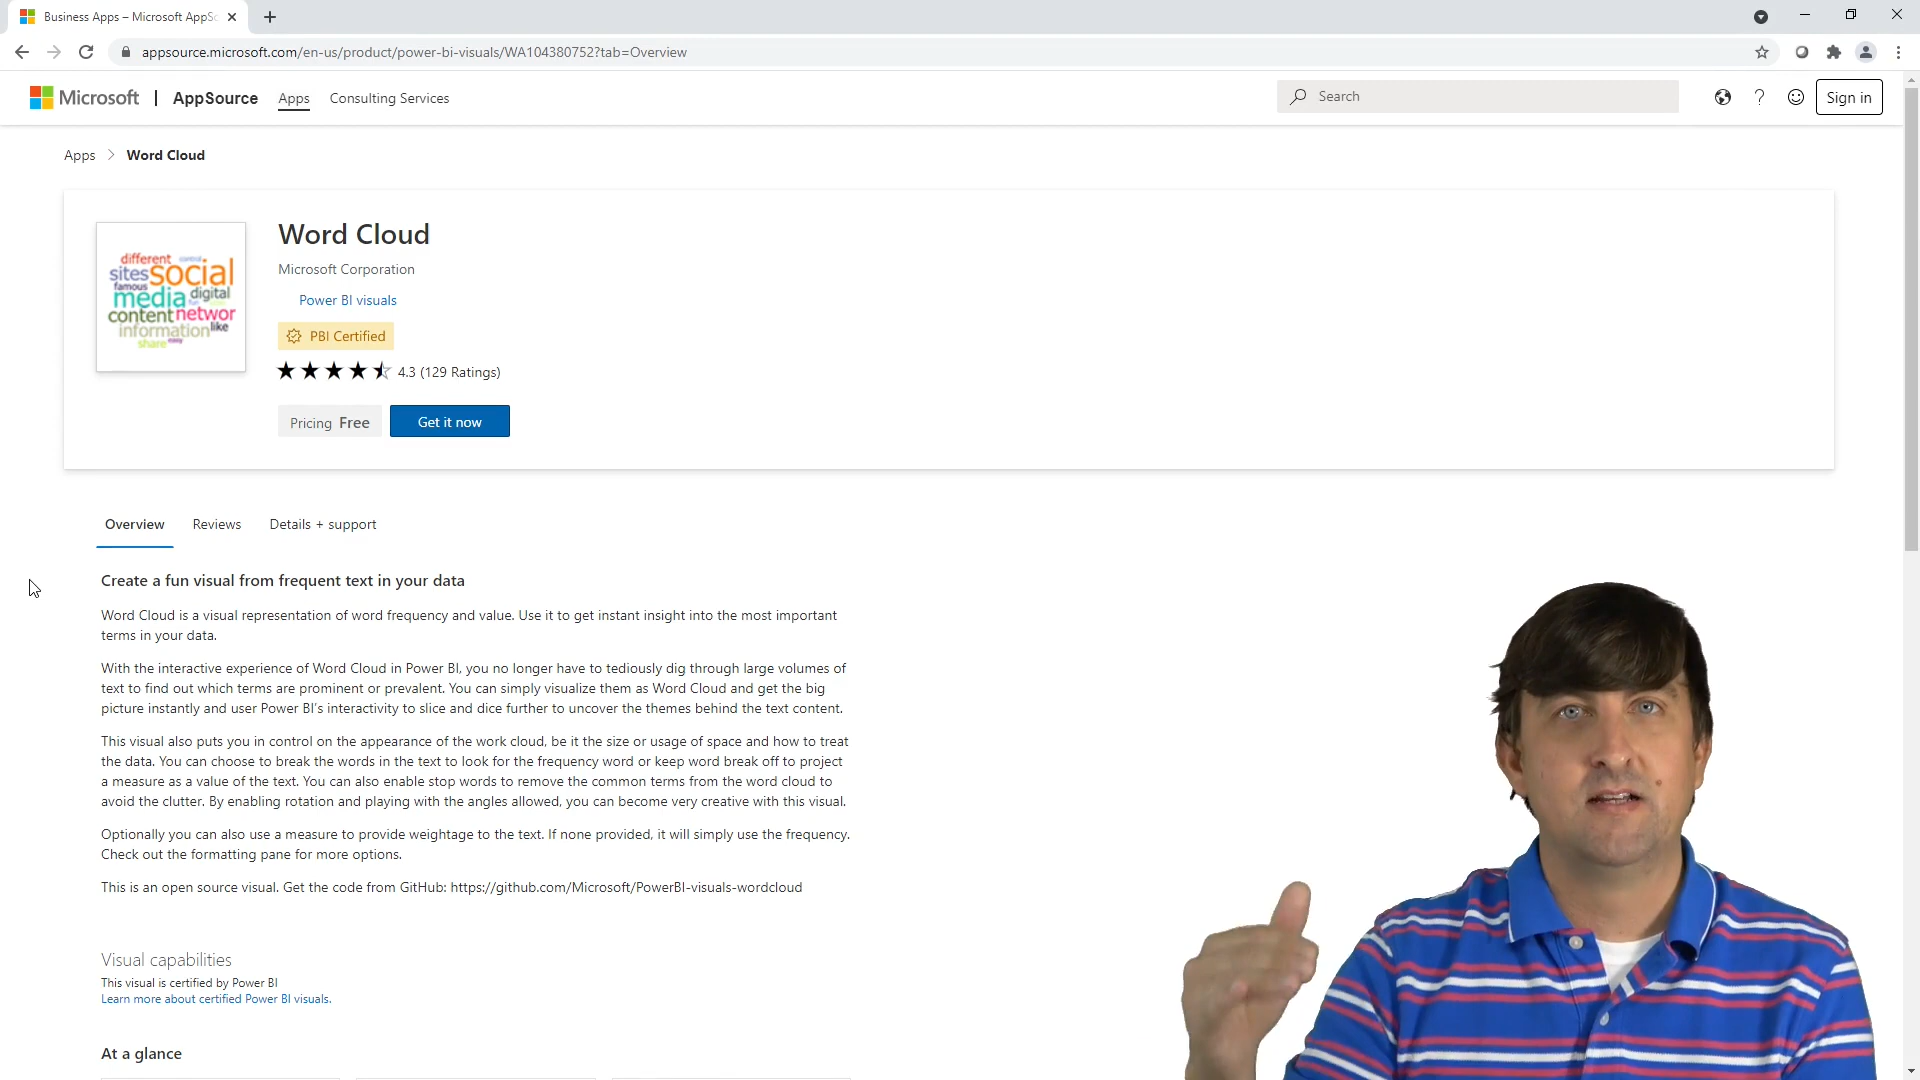 Business Apps – Microsoft AppSc
appsource.microsoft.com/en-us/product/power-bi-visuals/WA104380752?tab=Overview
Microsoft | AppSource Apps Consulting Services Search ? Sign in
Apps > Word Cloud
Word Cloud
Microsoft Corporation
Power BI visuals
PBI Certified
4.3 (129 Ratings)
Pricing Free Get it now
different control
sites social
famous
media digital
content networ
information like
share easy
Overview Reviews Details + support
Create a fun visual from frequent text in your data
Word Cloud is a visual representation of word frequency and value. Use it to get instant insight into the most important
terms in your data.
With the interactive experience of Word Cloud in Power BI, you no longer have to tediously dig through large volumes of
text to find out which terms are prominent or prevalent. You can simply visualize them as Word Cloud and get the big
picture instantly and user Power BI's interactivity to slice and dice further to uncover the themes behind the text content.
This visual also puts you in control on the appearance of the work cloud, be it the size or usage of space and how to treat
the data. You can choose to break the words in the text to look for the frequency word or keep word break off to project
a measure as a value of the text. You can also enable stop words to remove the common terms from the word cloud to
avoid the clutter. By enabling rotation and playing with the angles allowed, you can become very creative with this visual.
Optionally you can also use a measure to provide weightage to the text. If none provided, it will simply use the frequency.
Check out the formatting pane for more options.
This is an open source visual. Get the code from GitHub: https://github.com/Microsoft/PowerBI-visuals-wordcloud
Visual capabilities
This visual is certified by Power BI
Learn more about certified Power BI visuals.
At a glance